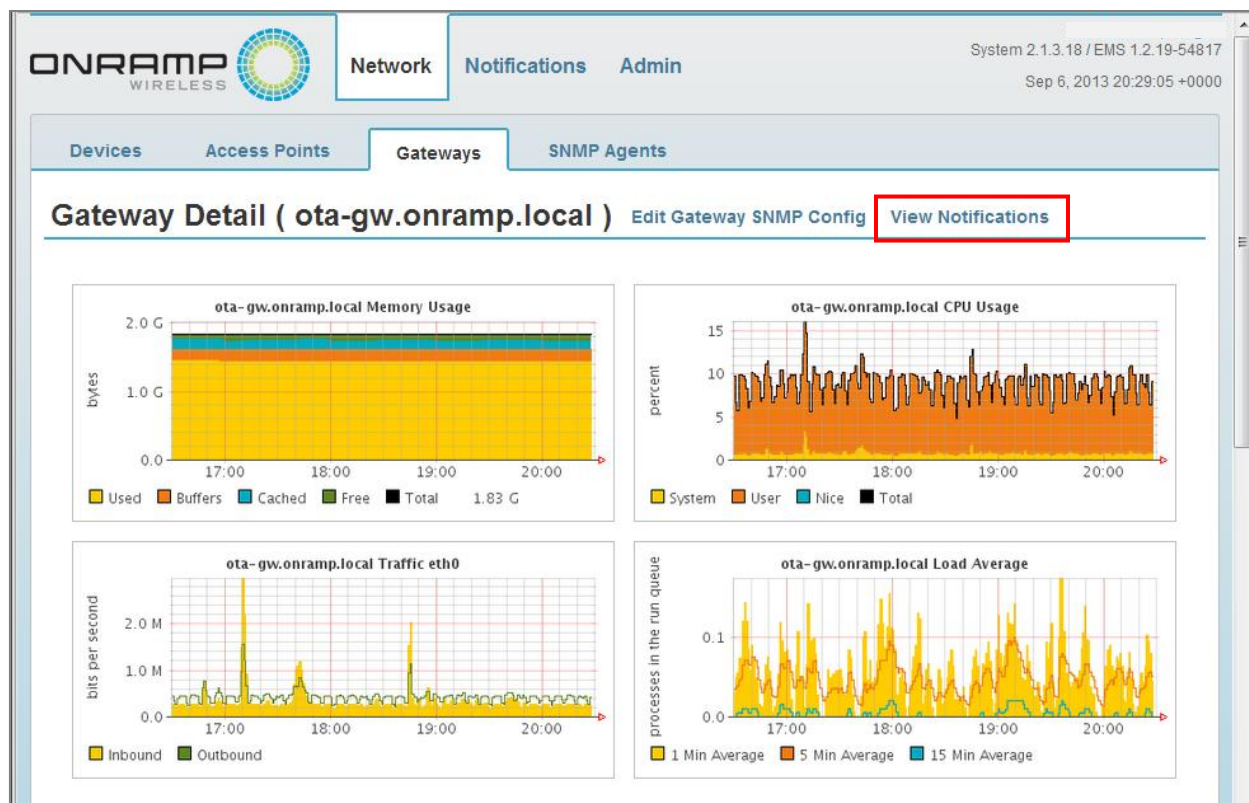 ONRAMP
WIRELESS
Network Notifications Admin
System 2.1.3.18 / EMS 1.2.19-54817
Sep 6, 2013 20:29:05 +0000
Devices Access Points Gateways SNMP Agents
Gateway Detail ( ota-gw.onramp.local ) Edit Gateway SNMP Config View Notifications
ota-gw.onramp.local Memory Usage
bytes
2.0 G
1.0 G
0.0
17:00 18:00 19:00 20:00
Used Buffers Cached Free Total 1.83 G
ota-gw.onramp.local CPU Usage
percent
15
10
5
0
17:00 18:00 19:00 20:00
System User Nice Total
ota-gw.onramp.local Traffic eth0
bits per second
2.0 M
1.0 M
0.0
17:00 18:00 19:00 20:00
Inbound Outbound
ota-gw.onramp.local Load Average
processes in the run queue
0.1
0.0
17:00 18:00 19:00 20:00
1 Min Average 5 Min Average 15 Min Average